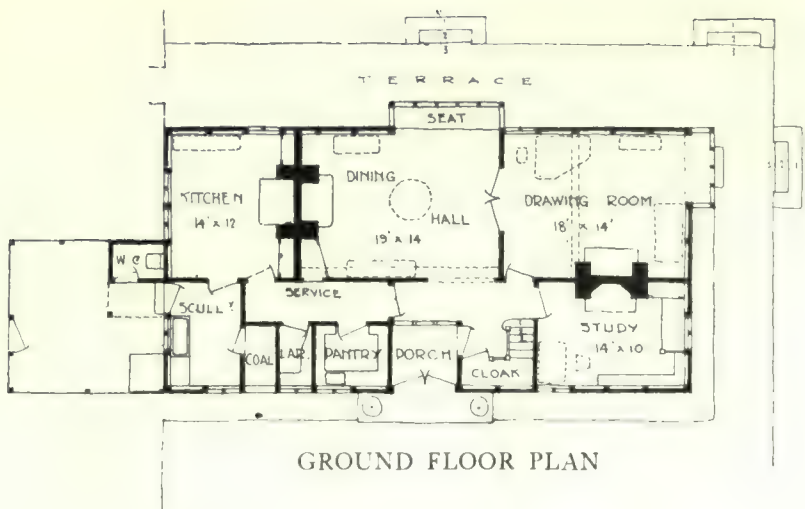 TERRACE
SEAT
DINING
HALL
19' x 14
KITCHEN
14' x 12
DRAWING ROOM
18' x 14'
W.C
SCULLY
SERVICE
STUDY
14' x 10
COAL
LAR.
PANTRY
PORCH
CLOAK
GROUND FLOOR PLAN